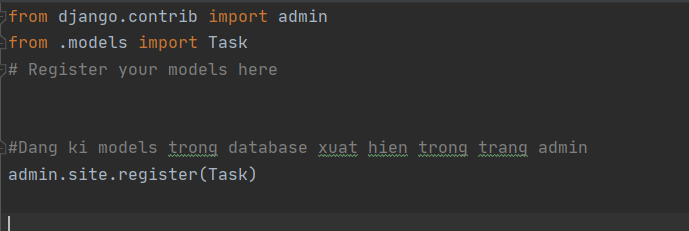 from django.contrib import admin
from .models import Task
# Register your models here
#Dang ki models trong database xuat hien trong trang admin
admin.site.register(Task)